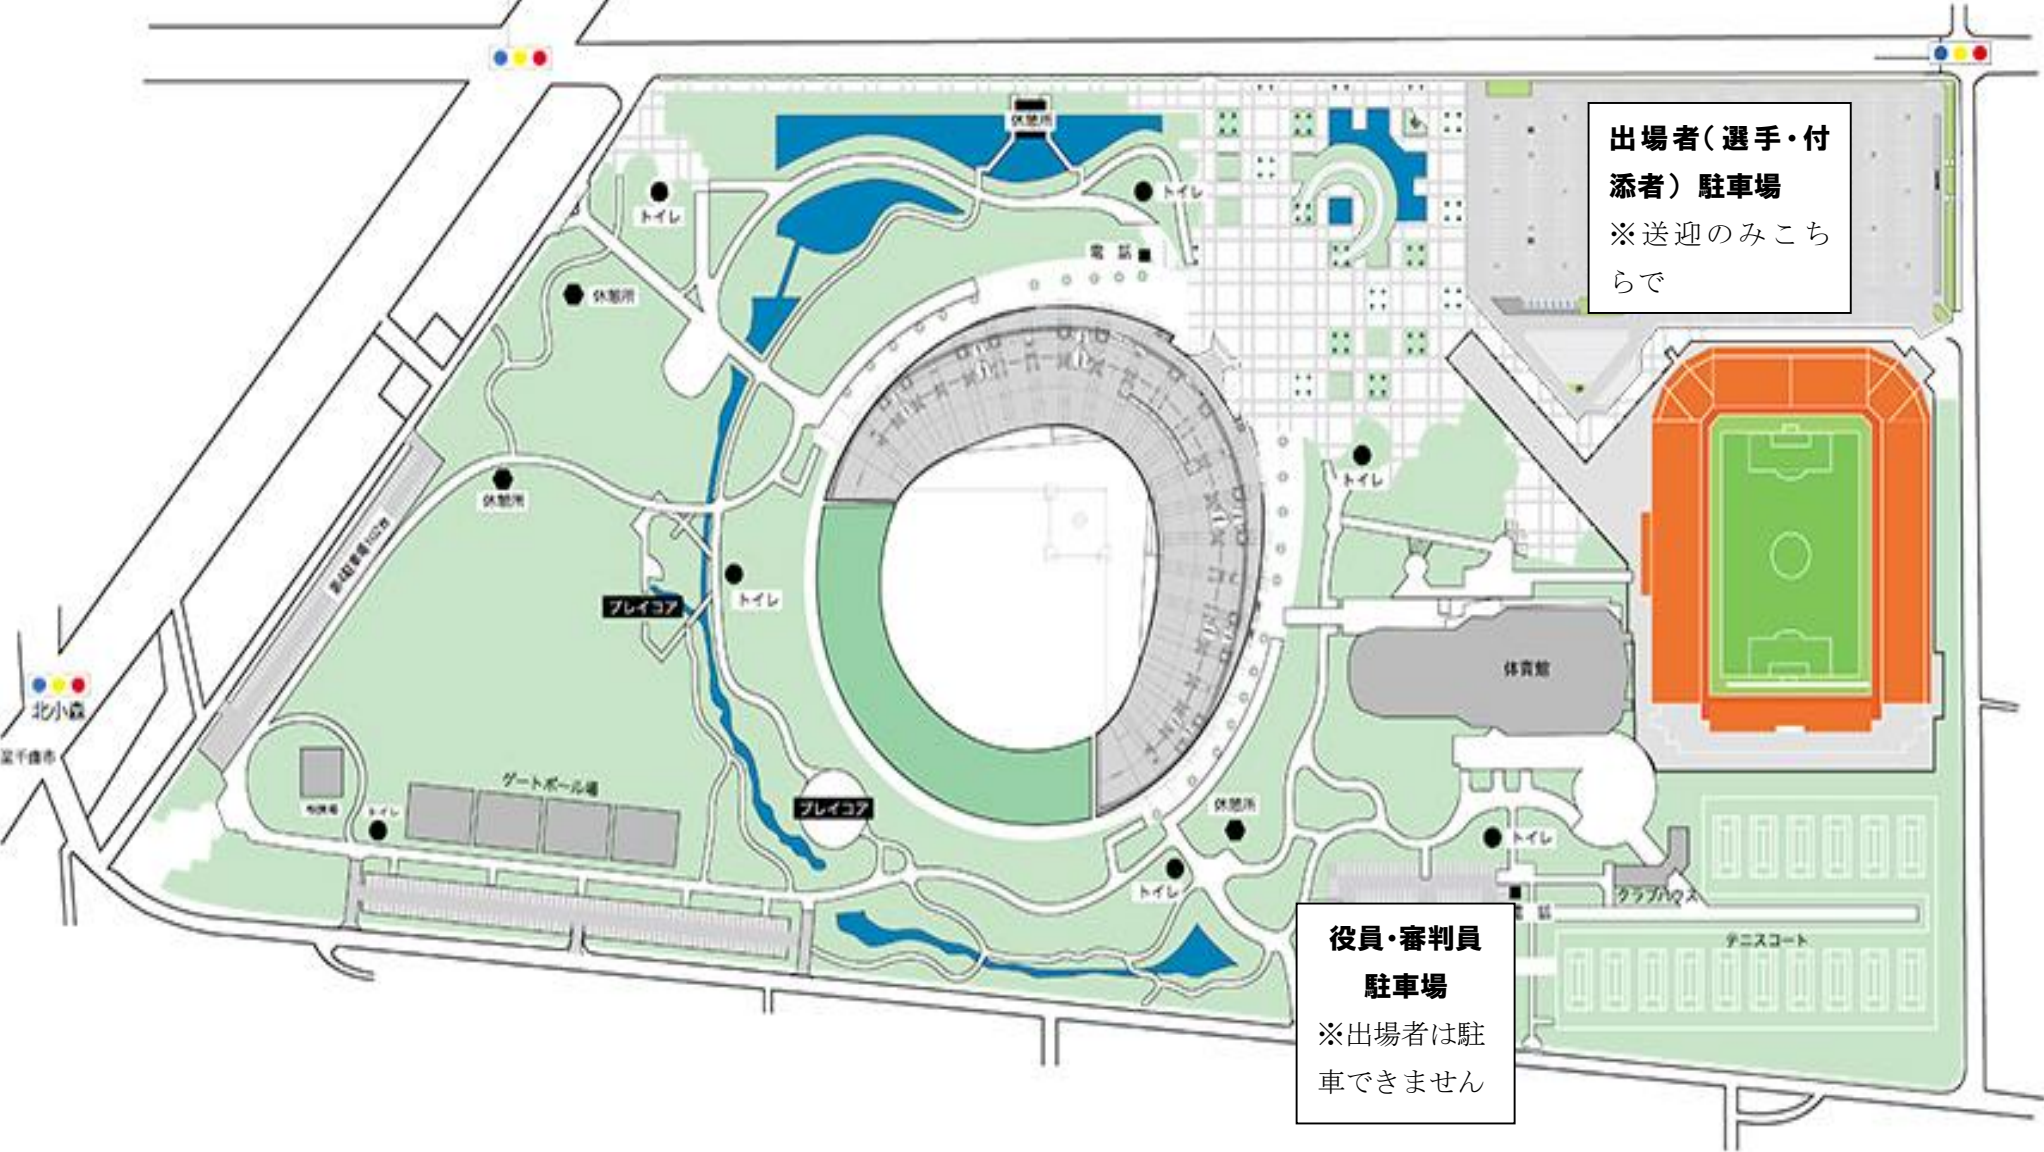 休憩所
出場者（選手・付
添者）駐車場
※送迎のみこち
らで
トイレ
トイレ
電話
休憩所
トイレ
休憩所
プレイコア
トイレ
体育館
北小森
至千曲市
ゲートボール場
プレイコア
休憩所
トイレ
トイレ
トイレ
クラブハウス
テニスコート
役員・審判員
駐車場
※出場者は駐
車できません